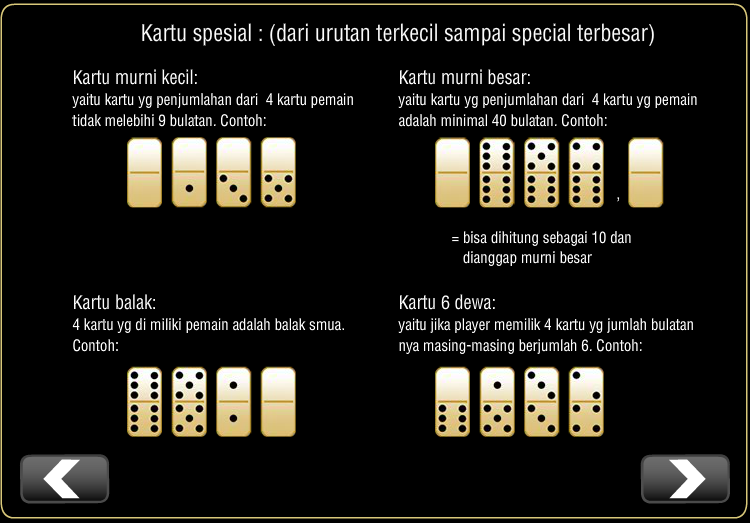 Kartu spesial : (dari urutan terkecil sampai special terbesar)
Kartu murni kecil:
yaitu kartu yg penjumlahan dari 4 kartu pemain
tidak melebihi 9 bulatan. Contoh:
Kartu murni besar:
yaitu kartu yg penjumlahan dari 4 kartu yg pemain
adalah minimal 40 bulatan. Contoh:
,
= bisa dihitung sebagai 10 dan
dianggap murni besar
Kartu balak:
4 kartu yg di miliki pemain adalah balak smua.
Contoh:
Kartu 6 dewa:
yaitu jika player memilik 4 kartu yg jumlah bulatan
nya masing-masing berjumlah 6. Contoh: